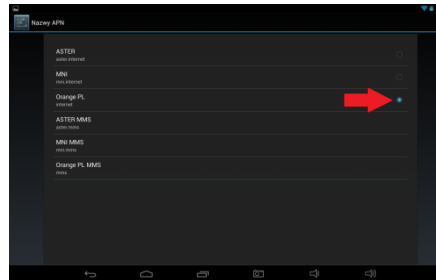 Nazwy APN
ASTER
aster.internet
MNI
mni.internet
Orange PL
internet
ASTER MMS
aster.mms
MNI MMS
mni.mms
Orange PL MMS
mms